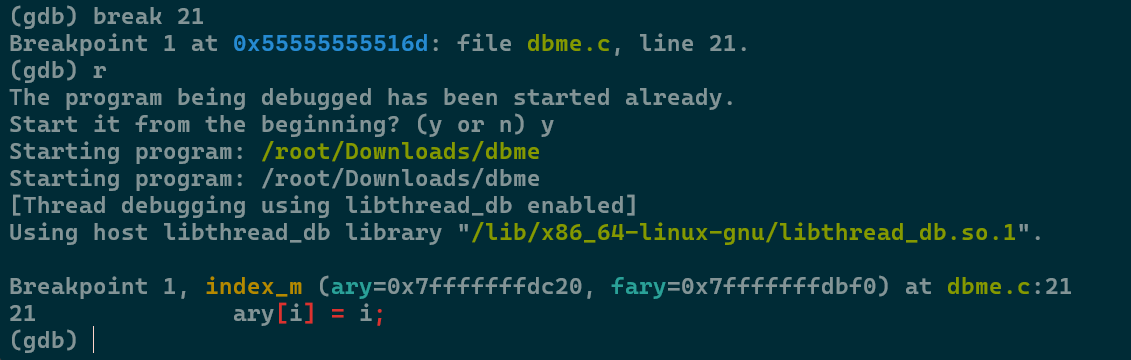 (gdb) break 21
Breakpoint 1 at 0x55555555516d: file dbme.c, line 21.
(gdb) r
The program being debugged has been started already.
Start it from the beginning? (y or n) y
Starting program: /root/Downloads/dbme
Starting program: /root/Downloads/dbme
[Thread debugging using libthread_db enabled]
Using host libthread_db library "/lib/x86_64-linux-gnu/libthread_db.so.1".
Breakpoint 1, index_m (ary=0x7fffffffdc20, fary=0x7fffffffdbf0) at dbme.c:21
21              ary[i] = i;
(gdb)